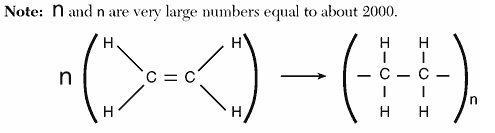 Note: n and n are very large numbers equal to about 2000.
H H H H
n C = C – C – C – n
H H H H